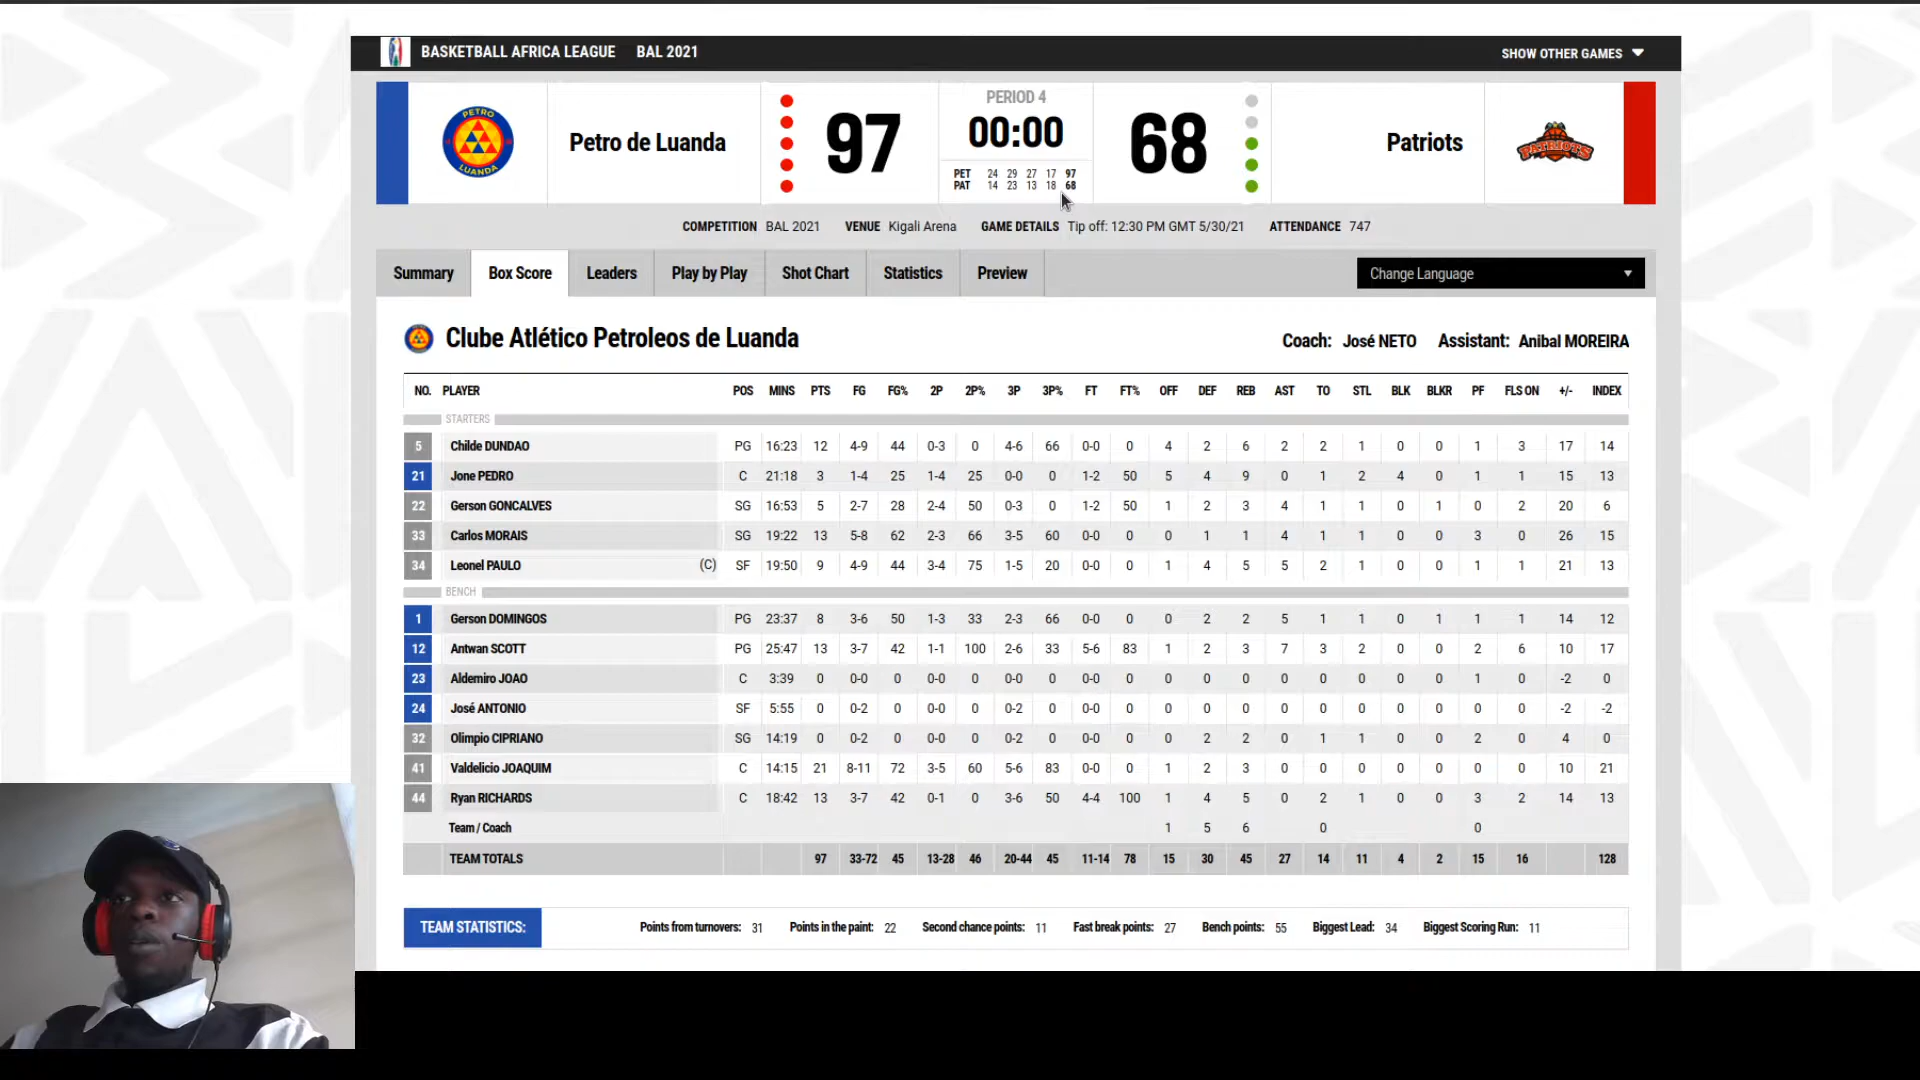 BASKETBALL AFRICA LEAGUE BAL 2021 SHOW OTHER GAMES
PETRO LUANDA Petro de Luanda 97 PERIOD 4 68 Patriots PATRIOTS
00:00
PET 24 29 27 17 97
PAT 14 23 13 18 68
COMPETITION BAL 2021 VENUE Kigali Arena GAME DETAILS Tip off: 12:30 PM GMT 5/30/21 ATTENDANCE 747
Summary Box Score Leaders Play by Play Shot Chart Statistics Preview Change Language
Clube Atlético Petroleos de Luanda Coach: José NETO Assistant: Anibal MOREIRA
NO. PLAYER POS MINS PTS FG FG% 2P 2P% 3P 3P% FT FT% OFF DEF REB AST TO STL BLK BLKR PF FLS ON +/- INDEX
STARTERS
5 Childe DUNDAO PG 16:23 12 4-9 44 0-3 0 4-6 66 0-0 0 4 2 6 2 2 1 0 0 1 3 17 14
21 Jone PEDRO C 21:18 3 1-4 25 1-4 25 0-0 0 1-2 50 5 4 9 0 1 2 4 0 1 1 15 13
22 Gerson GONCALVES SG 16:53 5 2-7 28 2-4 50 0-3 0 1-2 50 1 2 3 4 1 1 0 1 0 2 20 6
33 Carlos MORAIS SG 19:22 13 5-8 62 2-3 66 3-5 60 0-0 0 0 1 1 4 1 1 0 0 3 0 26 15
34 Leonel PAULO (C) SF 19:50 9 4-9 44 3-4 75 1-5 20 0-0 0 1 4 5 5 2 1 0 0 1 1 21 13
BENCH
1 Gerson DOMINGOS PG 23:37 8 3-6 50 1-3 33 2-3 66 0-0 0 0 2 2 5 1 1 0 1 1 1 14 12
12 Antwan SCOTT PG 25:47 13 3-7 42 1-1 100 2-6 33 5-6 83 1 2 3 7 3 2 0 0 2 6 10 17
23 Aldemiro JOAO C 3:39 0 0-0 0 0-0 0 0-0 0 0-0 0 0 0 0 0 0 0 0 0 1 0 -2 0
24 José ANTONIO SF 5:55 0 0-2 0 0-0 0 0-2 0 0-0 0 0 0 0 0 0 0 0 0 0 0 -2 -2
32 Olimpio CIPRIANO SG 14:19 0 0-2 0 0-0 0 0-2 0 0-0 0 0 2 2 0 1 1 0 0 2 0 4 0
41 Valdelicio JOAQUIM C 14:15 21 8-11 72 3-5 60 5-6 83 0-0 0 1 2 3 0 0 0 0 0 0 0 10 21
44 Ryan RICHARDS C 18:42 13 3-7 42 0-1 0 3-6 50 4-4 100 1 4 5 0 2 1 0 0 3 2 14 13
Team / Coach 1 5 6 0 0
TEAM TOTALS 97 33-72 45 13-28 46 20-44 45 11-14 78 15 30 45 27 14 11 4 2 15 16 128
TEAM STATISTICS: Points from turnovers: 31 Points in the paint: 22 Second chance points: 11 Fast break points: 27 Bench points: 55 Biggest Lead: 34 Biggest Scoring Run: 11